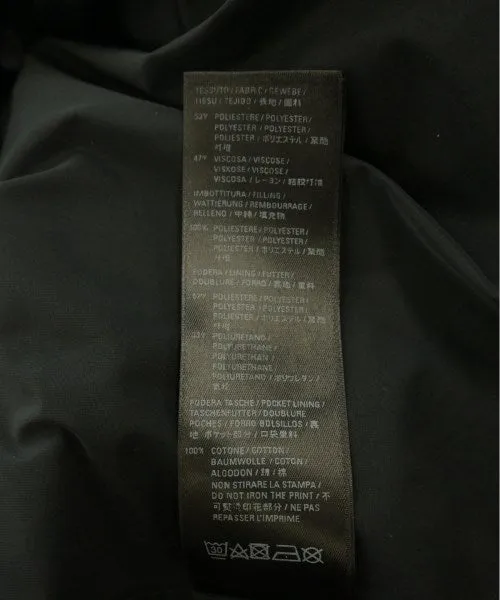 TESSUTO / FABRIC / GEWEBE /
TISSU / TEJIDO / 表地 / 面料
53% POLIESTERE / POLYESTER /
POLYESTER / POLYESTER /
POLIESTER / ポリエステル / 聚酯
纤维
47% VISCOSA / VISCOSE /
VISKOSE / VISCOSE /
VISCOSA / レーヨン / 粘胶纤维
IMBOTTITURA / FILLING /
WATTIERUNG / REMBOURRAGE /
RELLENO / 中綿 / 填充物
100% POLIESTERE / POLYESTER /
POLYESTER / POLYESTER /
POLIESTER / ポリエステル / 聚酯
纤维
FODERA / LINING / FUTTER /
DOUBLURE / FORRO / 裏地 / 里料
POLIESTERE / POLYESTER /
POLYESTER / POLYESTER /
POLIESTER / ポリエステル / 聚酯
纤维
POLIURETANO /
POLYURETHANE /
POLYURETHAN /
POLYURETHANE /
POLIURETANO / ポリウレタン /
氨纶
FODERA TASCHE / POCKET LINING /
TASCHENFUTTER / DOUBLURE
POCHES / FORRO BOLSILLOS / 裏
地 ポケット部分 / 口袋里料
100% COTONE / COTTON /
BAUMWOLLE / COTON /
ALGODON / 綿 / 棉
NON STIRARE LA STAMPA /
DO NOT IRON THE PRINT / 不
可熨烫印花部分 / NE PAS
REPASSER L'IMPRIME
30